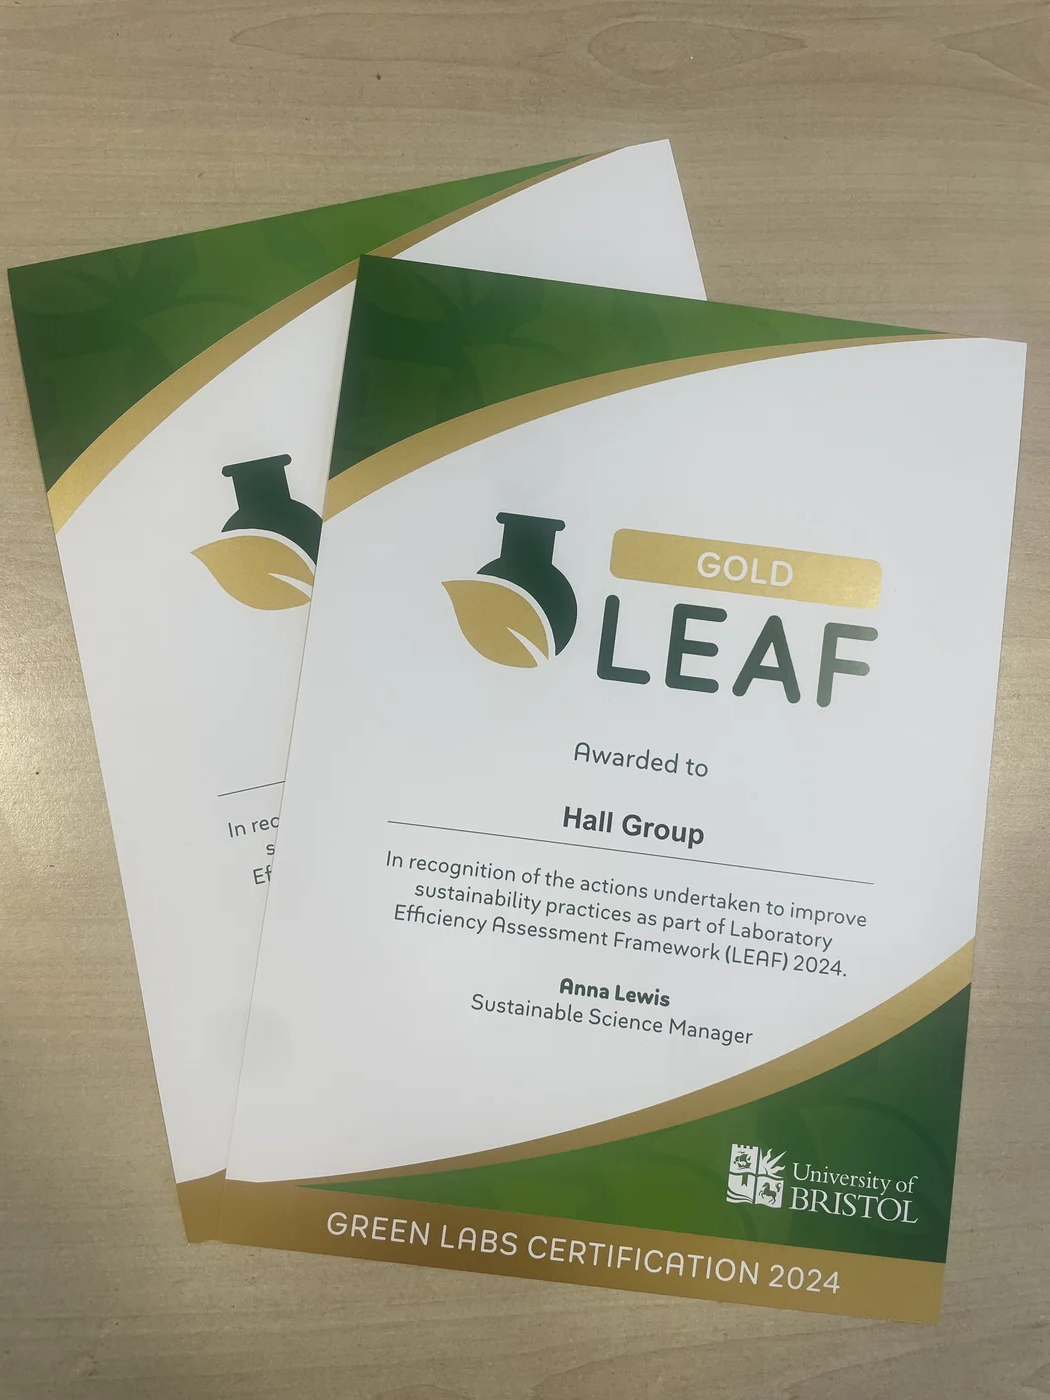 GOLD
LEAF
Awarded to
Hall Group
In recognition of the actions undertaken to improve
sustainability practices as part of Laboratory
Efficiency Assessment Framework (LEAF) 2024.
Anna Lewis
Sustainable Science Manager
University of
BRISTOL
GREEN LABS CERTIFICATION 2024
In rec
s
Ef